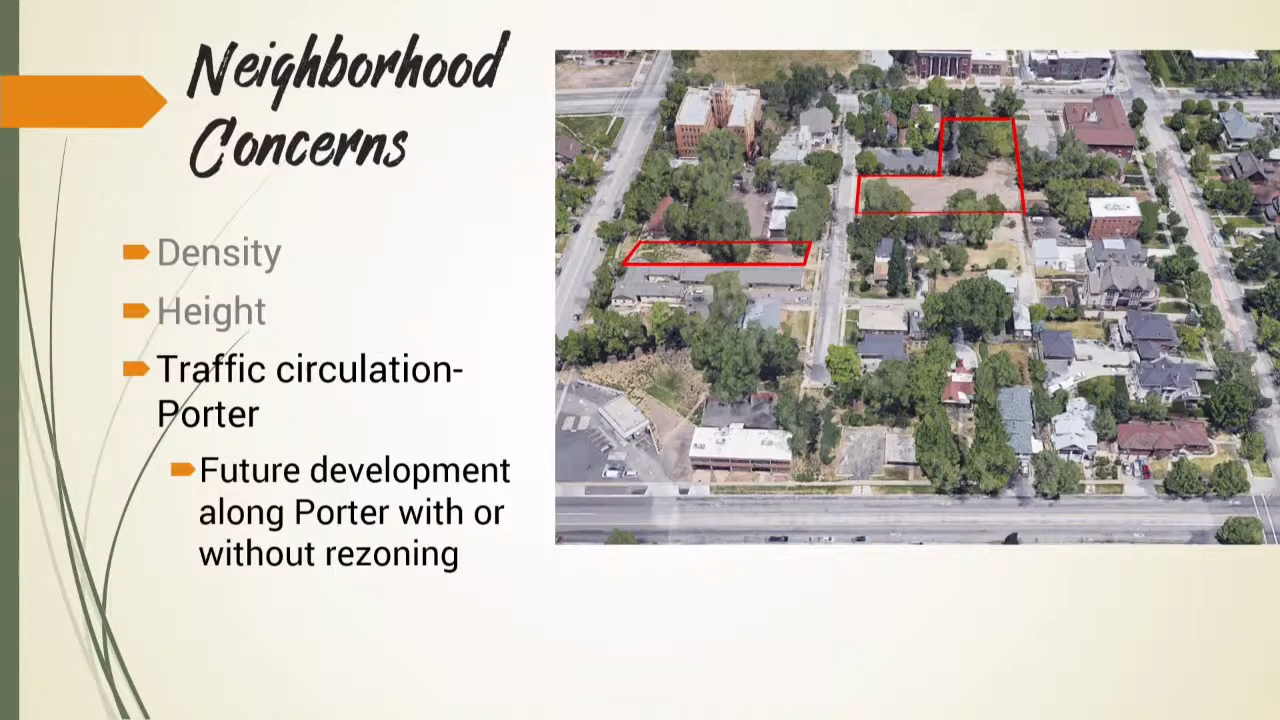 Neighborhood
Concerns
Density
Height
Traffic circulation-
Porter
Future development
along Porter with or
without rezoning